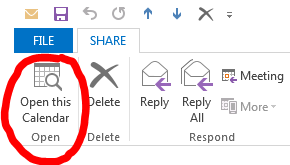 FILE SHARE
Open this Calendar
Delete
Reply
Reply All
Meeting
More
Open
Delete
Respond